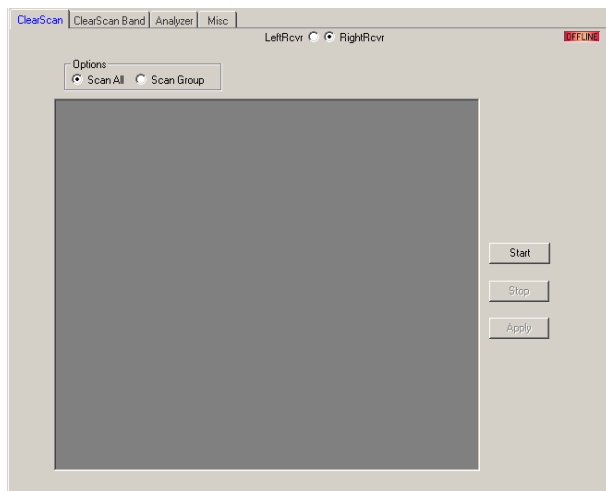 ClearScan ClearScan Band Analyzer Misc
LeftRcvr RightRcvr OFFLINE
Options
Scan All Scan Group
Start
Stop
Apply